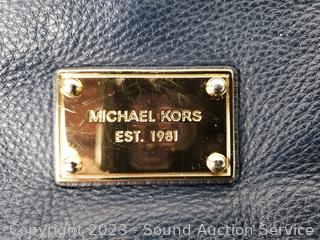 MICHAEL KORS
EST. 1981
Copyright 2023 - Sound Auction Service